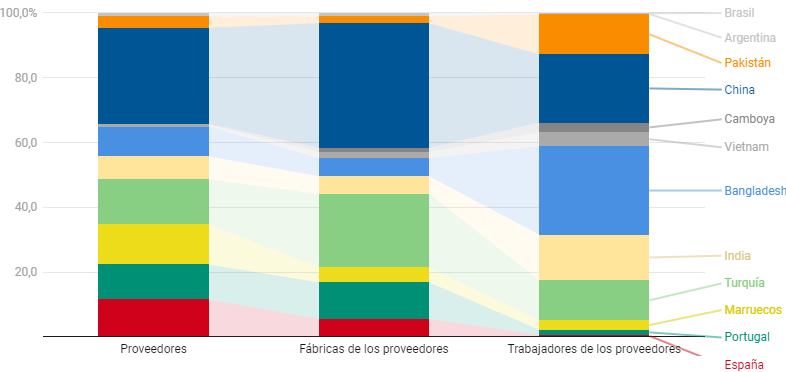 100,0%
80,0
60,0
40,0
20,0
Proveedores
Fábricas de los proveedores
Trabajadores de los proveedores
Brasil
Argentina
Pakistán
China
Camboya
Vietnam
Bangladesh
India
Turquía
Marruecos
Portugal
España